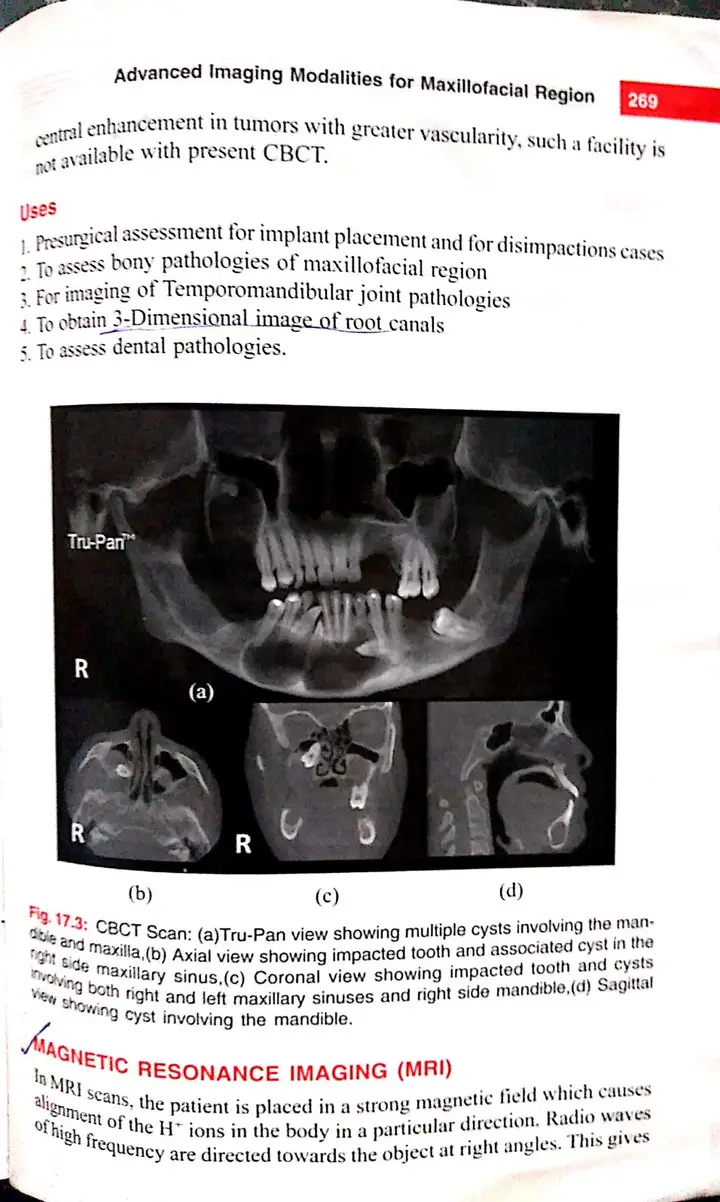 Advanced Imaging Modalities for Maxillofacial Region 269
central enhancement in tumors with greater vascularity, such a facility is
not available with present CBCT.
Uses
1. Presurgical assessment for implant placement and for disimpactions cases
2. To assess bony pathologies of maxillofacial region
3. For imaging of Temporomandibular joint pathologies
4. To obtain 3-Dimensional image of root canals
5. To assess dental pathologies.
Tru-Pan™
R
(a)
R
R
(b) (c) (d)
Fig. 17.3: CBCT Scan: (a)Tru-Pan view showing multiple cysts involving the man-
dible and maxilla,(b) Axial view showing impacted tooth and associated cyst in the
right side maxillary sinus,(c) Coronal view showing impacted tooth and cysts
involving both right and left maxillary sinuses and right side mandible,(d) Sagittal
view showing cyst involving the mandible.
MAGNETIC RESONANCE IMAGING (MRI)
In MRI scans, the patient is placed in a strong magnetic field which causes
alignment of the H⁺ ions in the body in a particular direction. Radio waves
of high frequency are directed towards the object at right angles. This gives